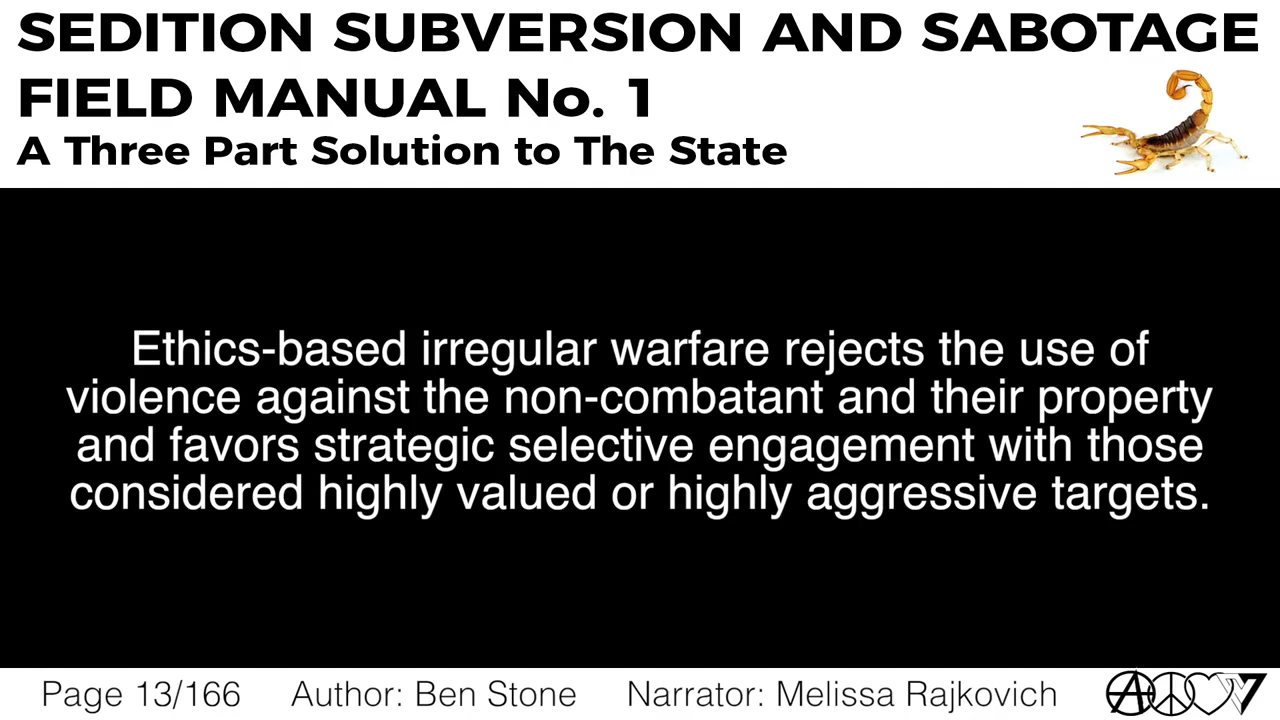 SEDITION SUBVERSION AND SABOTAGE
FIELD MANUAL No. 1
A Three Part Solution to The State
Ethics-based irregular warfare rejects the use of
violence against the non-combatant and their property
and favors strategic selective engagement with those
considered highly valued or highly aggressive targets.
Page 13/166 Author: Ben Stone Narrator: Melissa Rajkovich